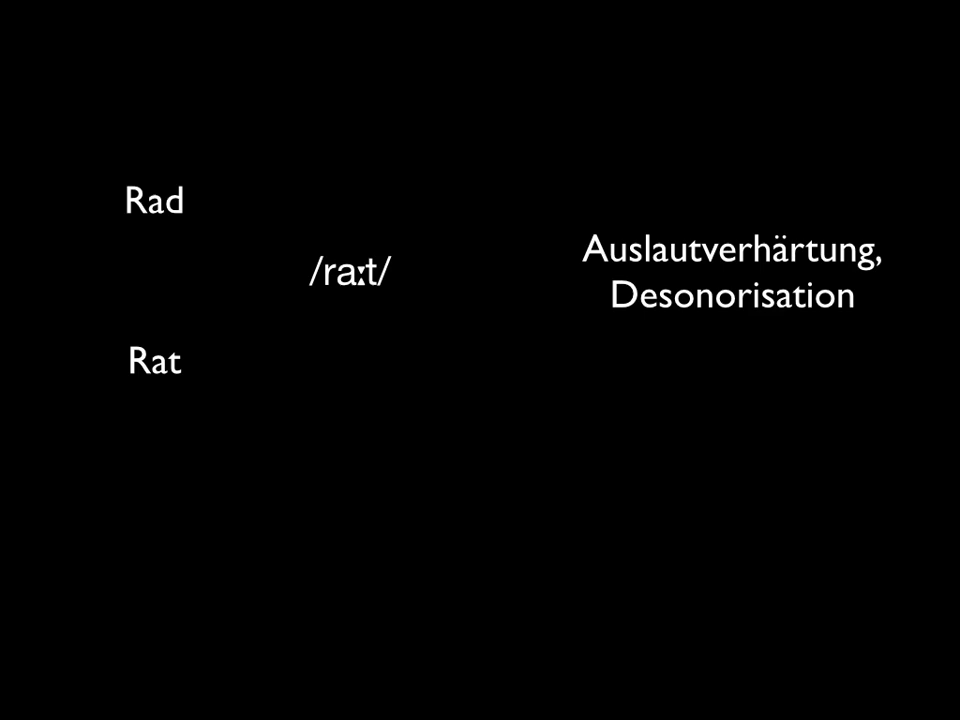 Rad
/raːt/
Rat
Auslautverhärtung,
Desonorisation